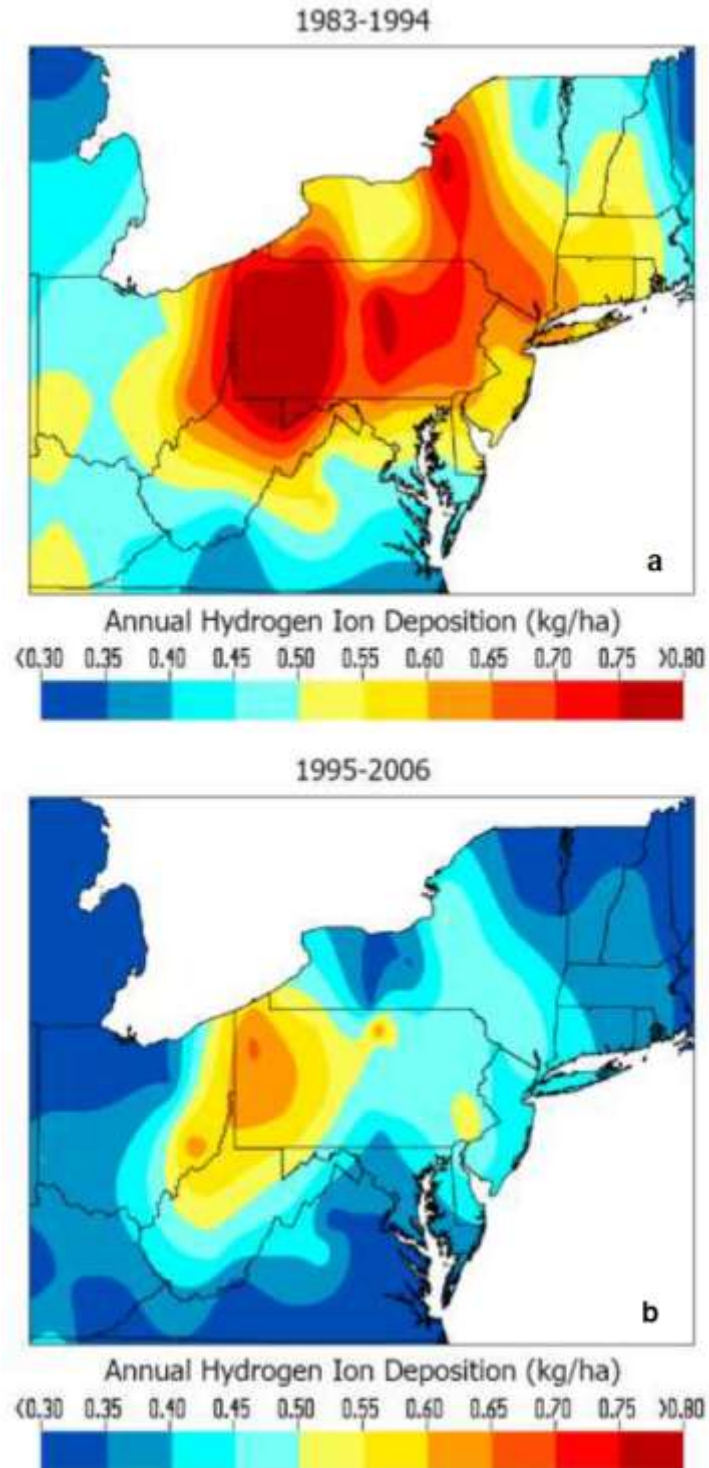 1983-1994
a
Annual Hydrogen Ion Deposition (kg/ha)
<0.30 0.35 0.40 0.45 0.50 0.55 0.60 0.65 0.70 0.75 >0.80
1995-2006
b
Annual Hydrogen Ion Deposition (kg/ha)
<0.30 0.35 0.40 0.45 0.50 0.55 0.60 0.65 0.70 0.75 >0.80